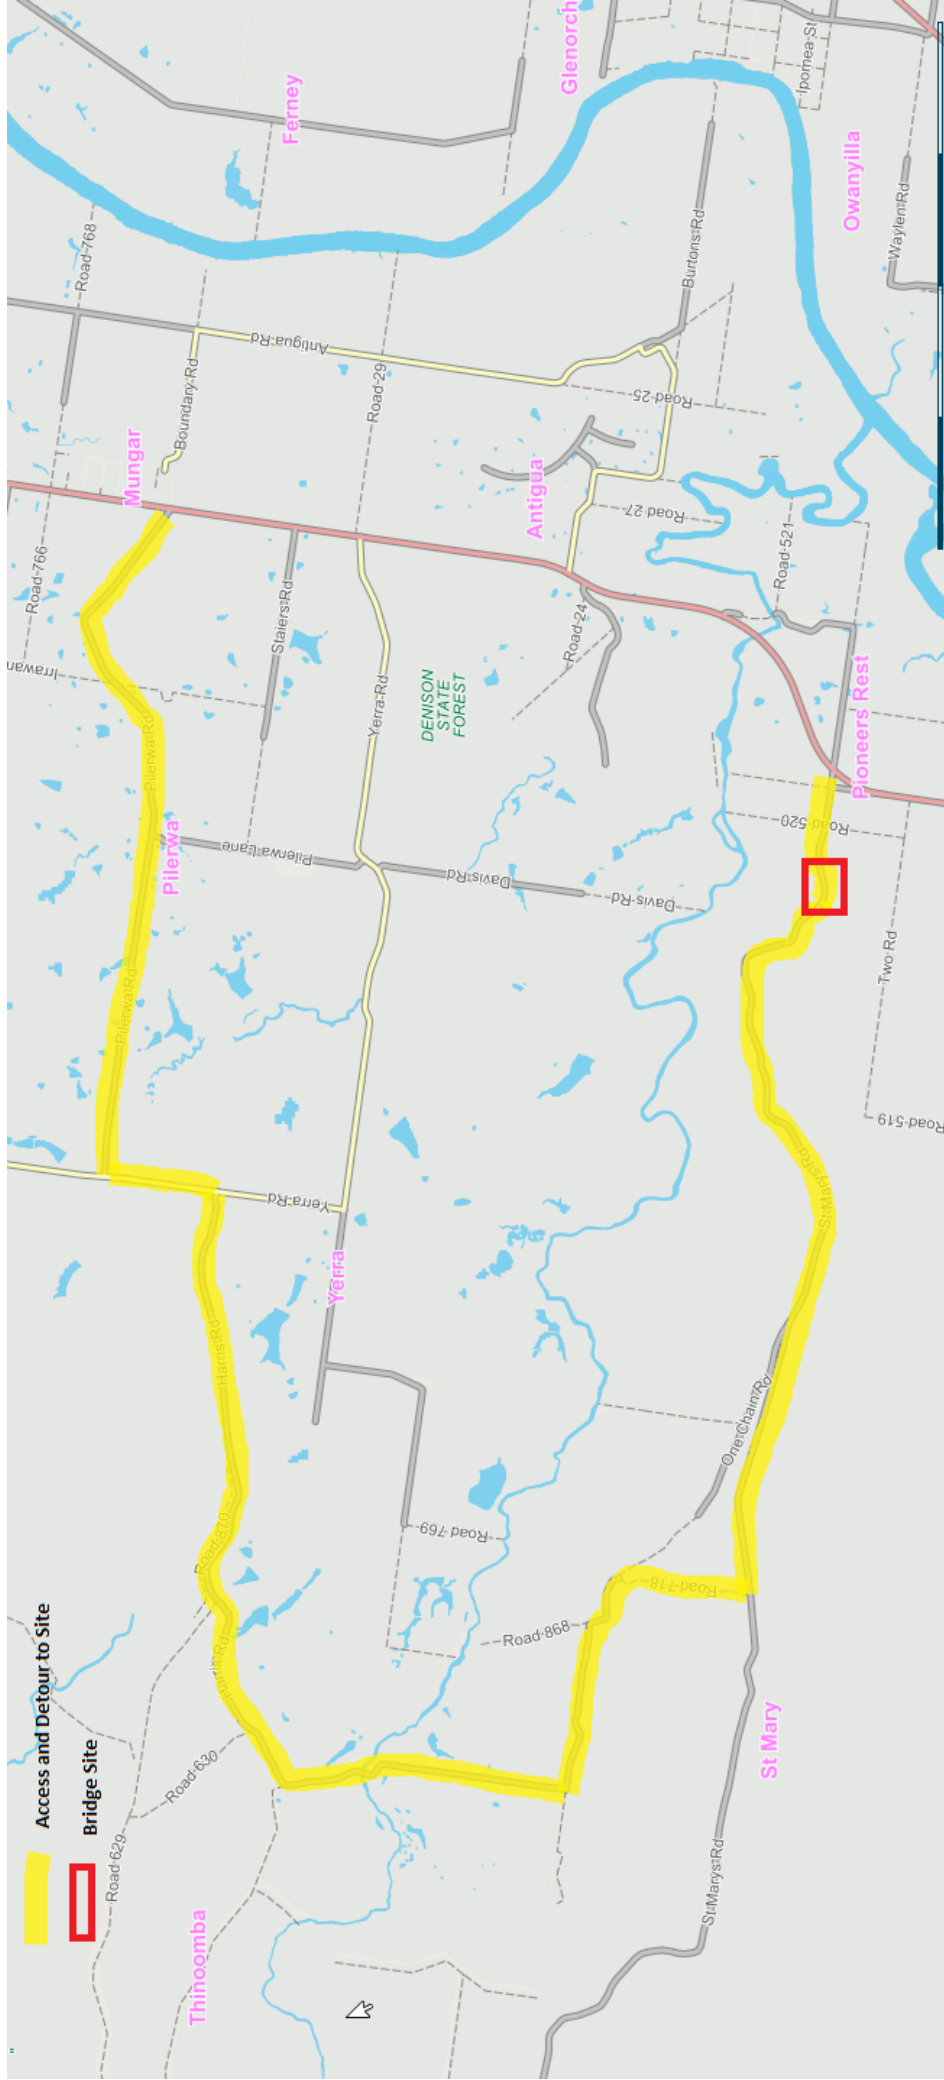 Access and Detour to Site
Bridge Site
Thinoomba
Road 629
Road 630
Harris Rd
Road 870
Harris Rd
Yerra
Yerra Rd
Pilerwa Rd
Pilerwa
Pilerwa Rd
Pilerwa Lane
Irrawan
Road 766
Mungar
Boundary Rd
Road 768
Ferney
Glenorch
Antigua Rd
Road 29
Staiers Rd
Yerra Rd
DENISON
STATE
FOREST
Davis Rd
Davis Rd
Road 24
Antigua
Road 27
Road 25
Burtons Rd
Ipomea St
Owanyilla
Waylen Rd
Road 521
Pioneers Rest
Road 520
Two Rd
Road 519
St Marys Rd
One Chain Rd
Road 769
Road 718
Road 868
St Mary
St Marys Rd